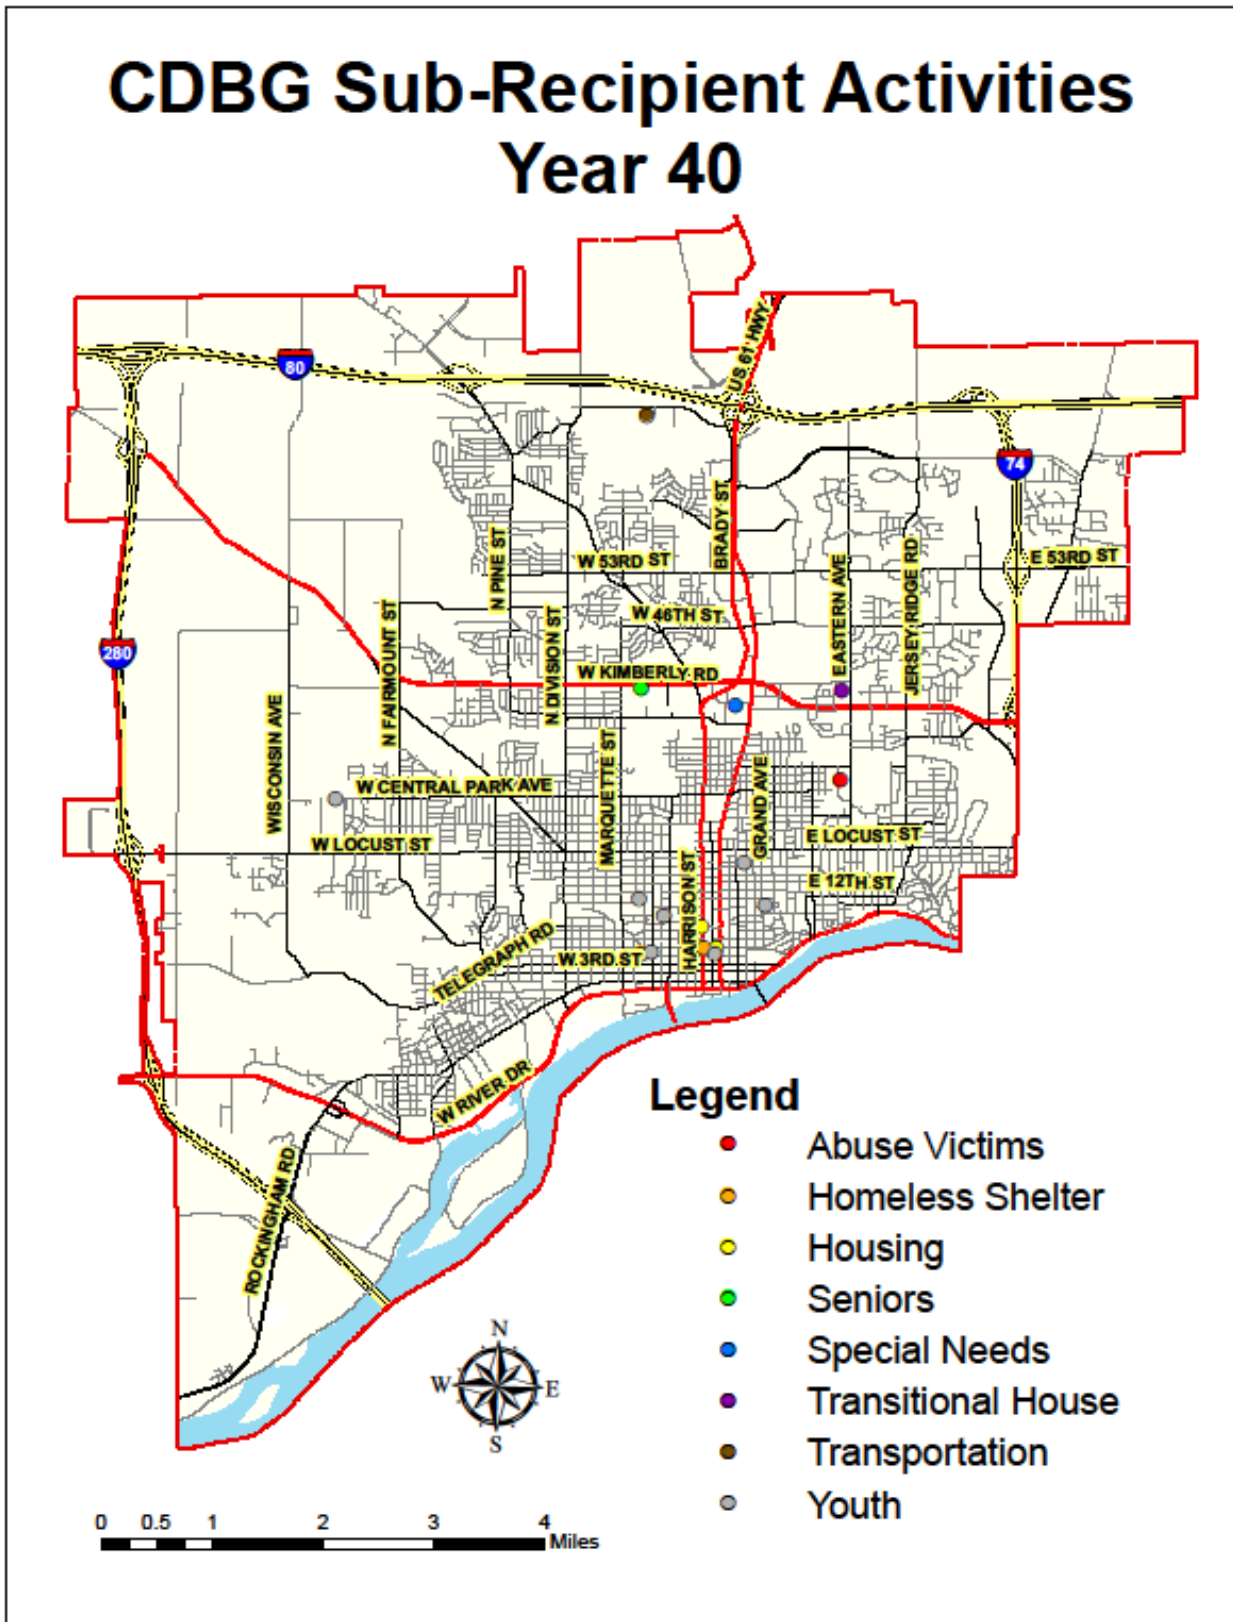 CDBG Sub-Recipient Activities
Year 40
US 61 HWY
80
74
BRADY ST
W 53RD ST
E 53RD ST
N PINE ST
EASTERN AVE
JERSEY RIDGE RD
W 46TH ST
N FAIRMOUNT ST
N DIVISION ST
280
W KIMBERLY RD
WISCONSIN AVE
MARQUETTE ST
W CENTRAL PARK AVE
GRAND AVE
W LOCUST ST
E LOCUST ST
E 12TH ST
HARRISON ST
TELEGRAPH RD
W 3RD ST
W RIVER DR
ROCKINGHAM RD
Legend
Abuse Victims
Homeless Shelter
Housing
Seniors
Special Needs
Transitional House
Transportation
Youth
N
W E
S
0 0.5 1 2 3 4
Miles